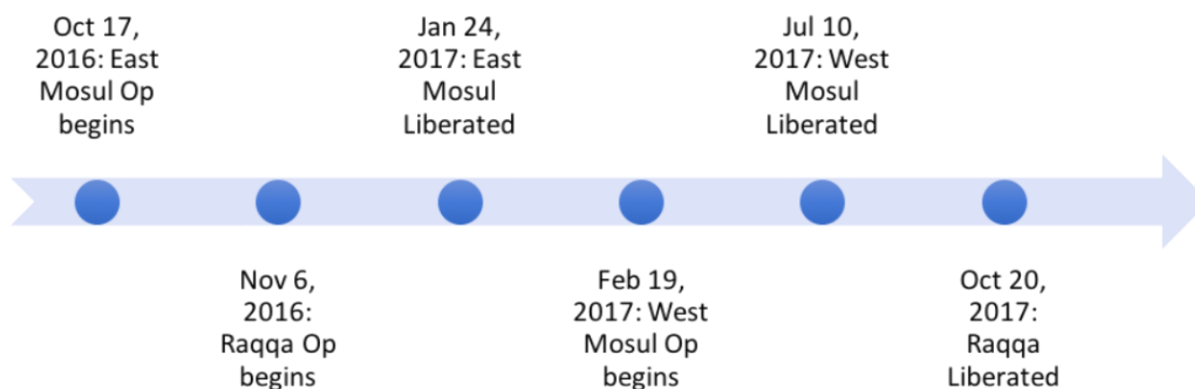 Oct 17,
2016: East
Mosul Op
begins
Nov 6,
2016:
Raqqa Op
begins
Jan 24,
2017: East
Mosul
Liberated
Feb 19,
2017: West
Mosul Op
begins
Jul 10,
2017: West
Mosul
Liberated
Oct 20,
2017:
Raqqa
Liberated